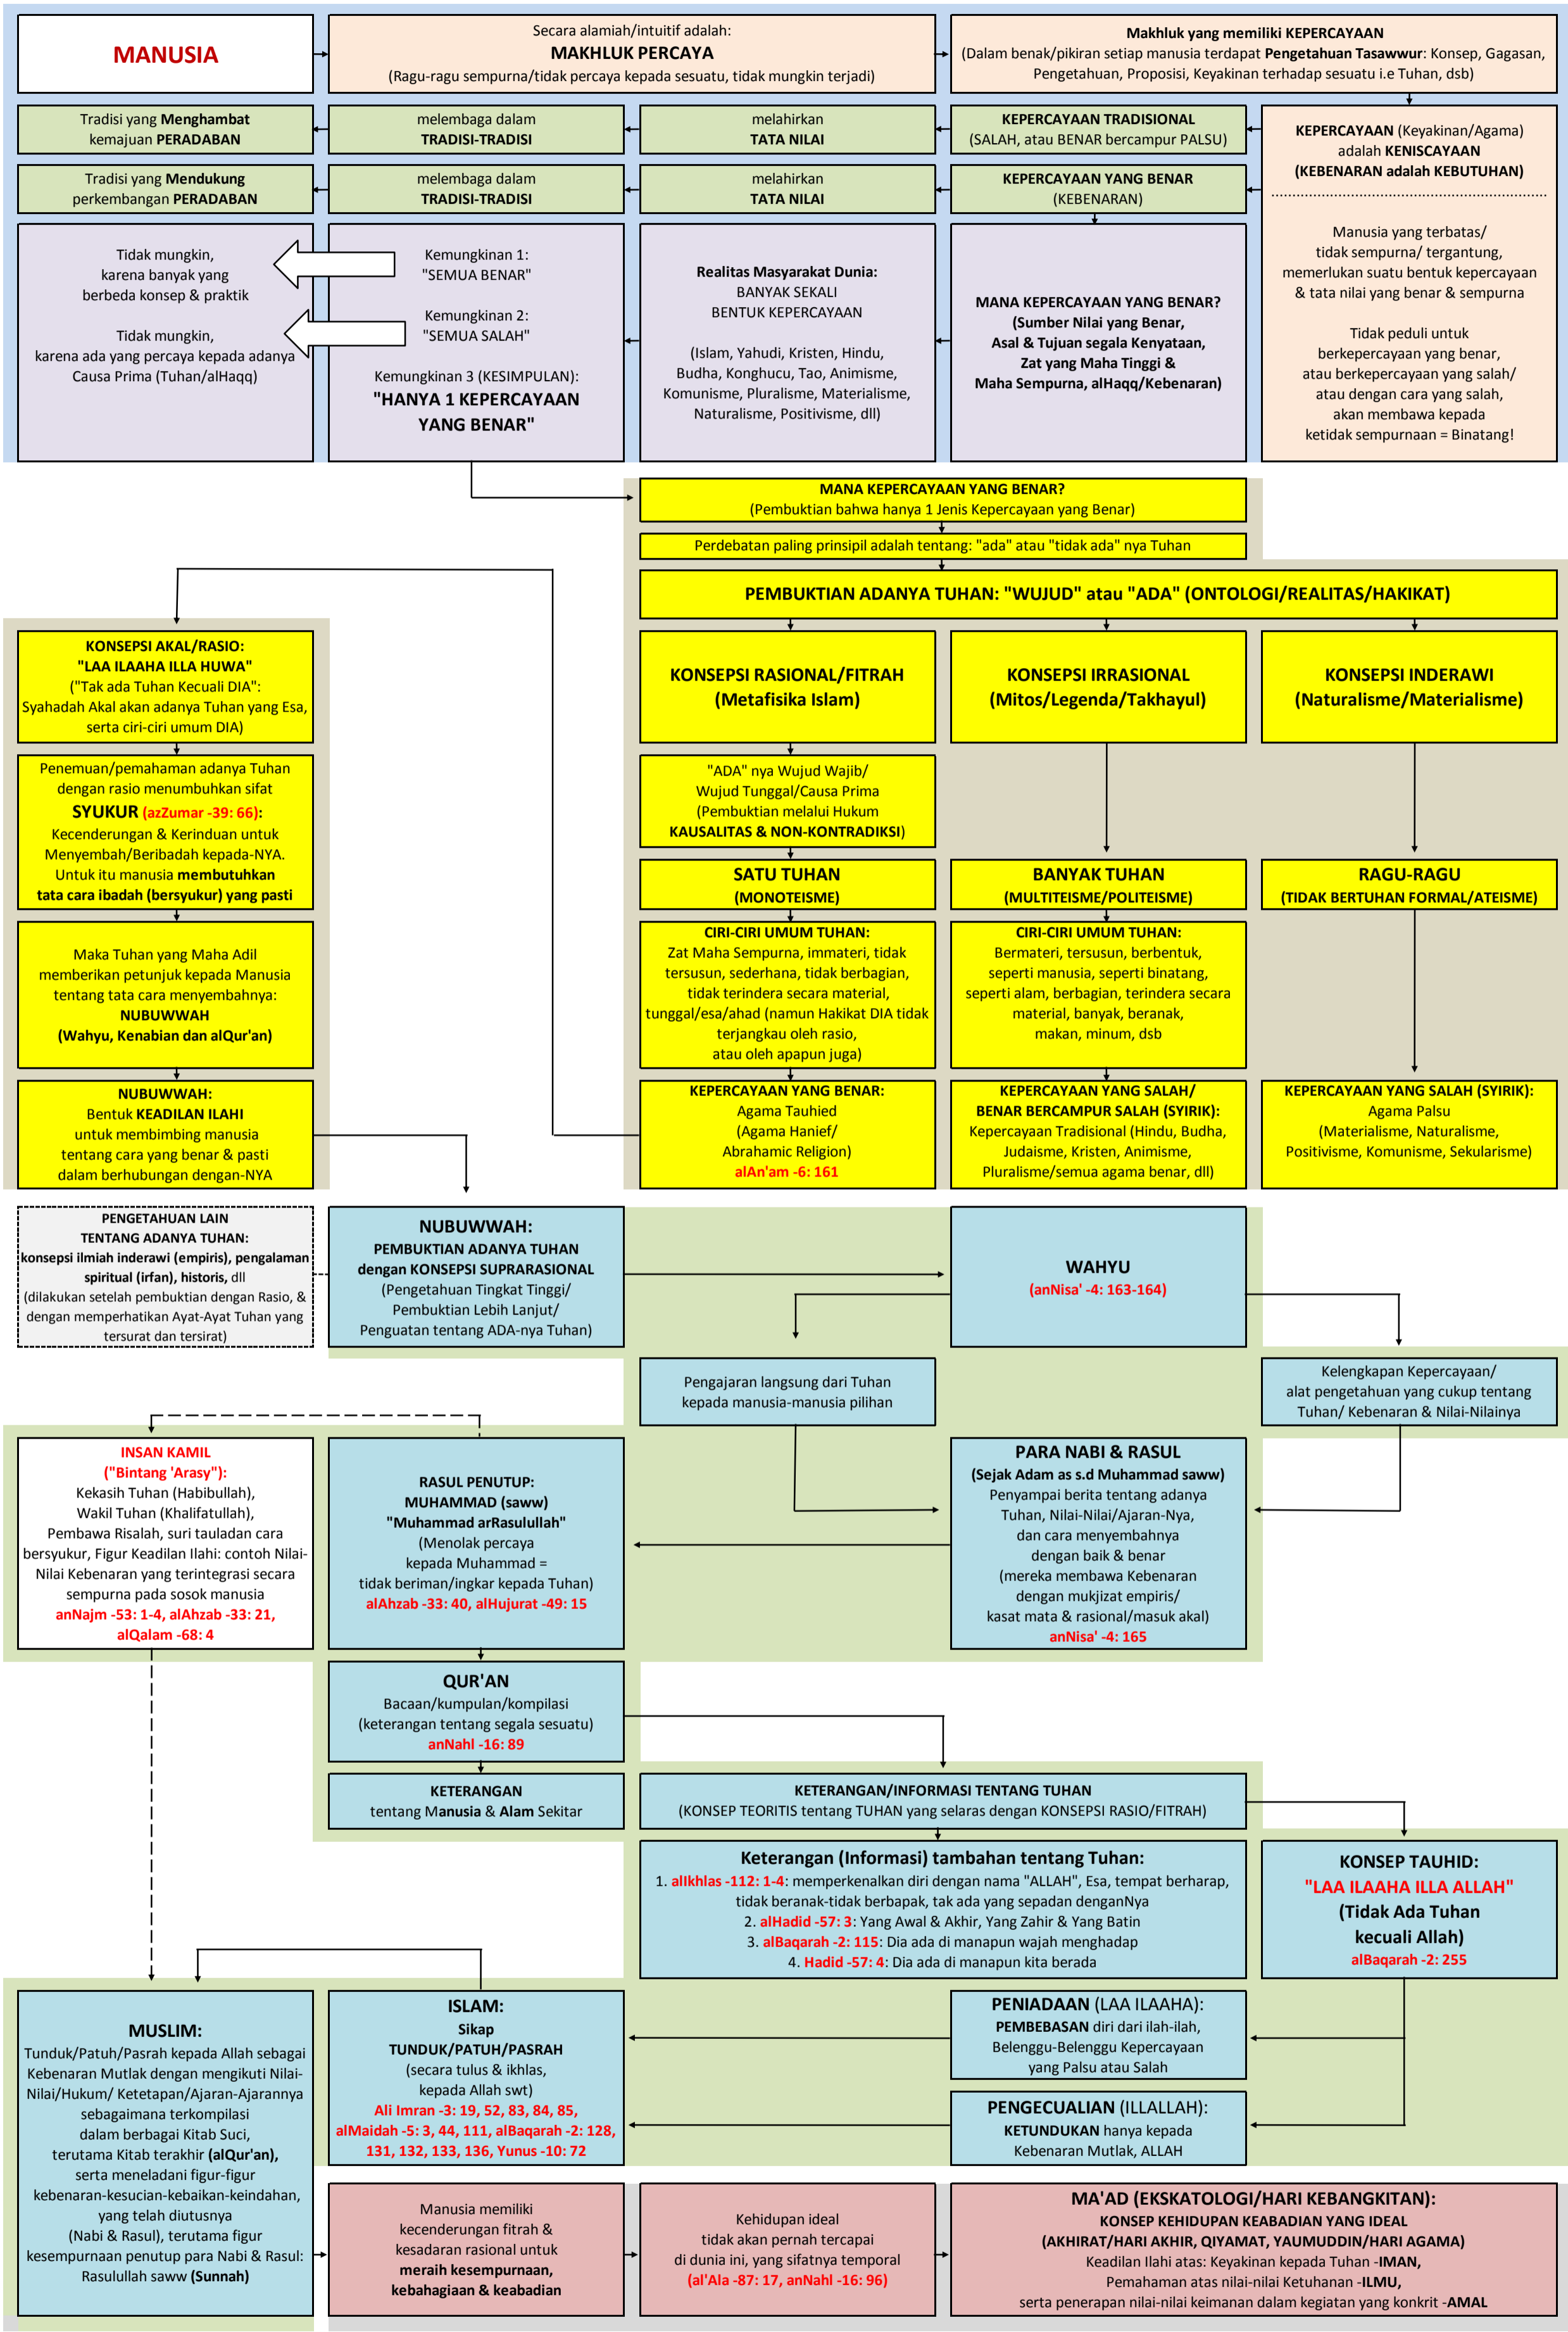 MANUSIA
Secara alamiah/intuitif adalah:
MAKHLUK PERCAYA
(Ragu-ragu sempurna/tidak percaya kepada sesuatu, tidak mungkin terjadi)
Makhluk yang memiliki KEPERCAYAAN
(Dalam benak/pikiran setiap manusia terdapat Pengetahuan Tasawwur: Konsep, Gagasan,
Pengetahuan, Proposisi, Keyakinan terhadap sesuatu i.e Tuhan, dsb)
Tradisi yang Menghambat
kemajuan PERADABAN
melembaga dalam
TRADISI-TRADISI
melahirkan
TATA NILAI
KEPERCAYAAN TRADISIONAL
(SALAH, atau BENAR bercampur PALSU)
KEPERCAYAAN (Keyakinan/Agama)
adalah KENISCAYAAN
(KEBENARAN adalah KEBUTUHAN)
Manusia yang terbatas/
tidak sempurna/ tergantung,
memerlukan suatu bentuk kepercayaan
& tata nilai yang benar & sempurna
Tidak peduli untuk
berkepercayaan yang benar,
atau berkepercayaan yang salah/
atau dengan cara yang salah,
akan membawa kepada
ketidak sempurnaan = Binatang!
Tradisi yang Mendukung
perkembangan PERADABAN
melembaga dalam
TRADISI-TRADISI
melahirkan
TATA NILAI
KEPERCAYAAN YANG BENAR
(KEBENARAN)
Tidak mungkin,
karena banyak yang
berbeda konsep & praktik
Tidak mungkin,
karena ada yang percaya kepada adanya
Causa Prima (Tuhan/alHaqq)
Kemungkinan 1:
"SEMUA BENAR"
Kemungkinan 2:
"SEMUA SALAH"
Kemungkinan 3 (KESIMPULAN):
"HANYA 1 KEPERCAYAAN
YANG BENAR"
Realitas Masyarakat Dunia:
BANYAK SEKALI
BENTUK KEPERCAYAAN
(Islam, Yahudi, Kristen, Hindu,
Budha, Konghucu, Tao, Animisme,
Komunisme, Pluralisme, Materialisme,
Naturalisme, Positivisme, dll)
MANA KEPERCAYAAN YANG BENAR?
(Sumber Nilai yang Benar,
Asal & Tujuan segala Kenyataan,
Zat yang Maha Tinggi &
Maha Sempurna, alHaqq/Kebenaran)
MANA KEPERCAYAAN YANG BENAR?
(Pembuktian bahwa hanya 1 Jenis Kepercayaan yang Benar)
Perdebatan paling prinsipil adalah tentang: "ada" atau "tidak ada" nya Tuhan
PEMBUKTIAN ADANYA TUHAN: "WUJUD" atau "ADA" (ONTOLOGI/REALITAS/HAKIKAT)
KONSEPSI AKAL/RASIO:
"LAA ILAAHA ILLA HUWA"
("Tak ada Tuhan Kecuali DIA":
Syahadah Akal akan adanya Tuhan yang Esa,
serta ciri-ciri umum DIA)
KONSEPSI RASIONAL/FITRAH
(Metafisika Islam)
KONSEPSI IRRASIONAL
(Mitos/Legenda/Takhayul)
KONSEPSI INDERAWI
(Naturalisme/Materialisme)
Penemuan/pemahaman adanya Tuhan
dengan rasio menumbuhkan sifat
SYUKUR (azZumar -39: 66):
Kecenderungan & Kerinduan untuk
Menyembah/Beribadah kepada-NYA.
Untuk itu manusia membutuhkan
tata cara ibadah (bersyukur) yang pasti
"ADA" nya Wujud Wajib/
Wujud Tunggal/Causa Prima
(Pembuktian melalui Hukum
KAUSALITAS & NON-KONTRADIKSI)
SATU TUHAN
(MONOTEISME)
BANYAK TUHAN
(MULTITEISME/POLITEISME)
RAGU-RAGU
(TIDAK BERTUHAN FORMAL/ATEISME)
Maka Tuhan yang Maha Adil
memberikan petunjuk kepada Manusia
tentang tata cara menyembahnya:
NUBUWWAH
(Wahyu, Kenabian dan alQur'an)
CIRI-CIRI UMUM TUHAN:
Zat Maha Sempurna, immateri, tidak
tersusun, sederhana, tidak berbagian,
tidak terindera secara material,
tunggal/esa/ahad (namun Hakikat DIA tidak
terjangkau oleh rasio,
atau oleh apapun juga)
CIRI-CIRI UMUM TUHAN:
Bermateri, tersusun, berbentuk,
seperti manusia, seperti binatang,
seperti alam, berbagian, terindera secara
material, banyak, beranak,
makan, minum, dsb
NUBUWWAH:
Bentuk KEADILAN ILAHI
untuk membimbing manusia
tentang cara yang benar & pasti
dalam berhubungan dengan-NYA
KEPERCAYAAN YANG BENAR:
Agama Tauhied
(Agama Hanief/
Abrahamic Religion)
alAn'am -6: 161
KEPERCAYAAN YANG SALAH/
BENAR BERCAMPUR SALAH (SYIRIK):
Kepercayaan Tradisional (Hindu, Budha,
Judaisme, Kristen, Animisme,
Pluralisme/semua agama benar, dll)
KEPERCAYAAN YANG SALAH (SYIRIK):
Agama Palsu
(Materialisme, Naturalisme,
Positivisme, Komunisme, Sekularisme)
PENGETAHUAN LAIN
TENTANG ADANYA TUHAN:
konsepsi ilmiah inderawi (empiris), pengalaman
spiritual (irfan), historis, dll
(dilakukan setelah pembuktian dengan Rasio, &
dengan memperhatikan Ayat-Ayat Tuhan yang
tersurat dan tersirat)
NUBUWWAH:
PEMBUKTIAN ADANYA TUHAN
dengan KONSEPSI SUPRARASIONAL
(Pengetahuan Tingkat Tinggi/
Pembuktian Lebih Lanjut/
Penguatan tentang ADA-nya Tuhan)
WAHYU
(anNisa' -4: 163-164)
Pengajaran langsung dari Tuhan
kepada manusia-manusia pilihan
Kelengkapan Kepercayaan/
alat pengetahuan yang cukup tentang
Tuhan/ Kebenaran & Nilai-Nilainya
INSAN KAMIL
("Bintang 'Arasy"):
Kekasih Tuhan (Habibullah),
Wakil Tuhan (Khalifatullah),
Pembawa Risalah, suri tauladan cara
bersyukur, Figur Keadilan Ilahi: contoh Nilai-
Nilai Kebenaran yang terintegrasi secara
sempurna pada sosok manusia
anNajm -53: 1-4, alAhzab -33: 21,
alQalam -68: 4
RASUL PENUTUP:
MUHAMMAD (saww)
"Muhammad arRasulullah"
(Menolak percaya
kepada Muhammad =
tidak beriman/ingkar kepada Tuhan)
alAhzab -33: 40, alHujurat -49: 15
PARA NABI & RASUL
(Sejak Adam as s.d Muhammad saww)
Penyampai berita tentang adanya
Tuhan, Nilai-Nilai/Ajaran-Nya,
dan cara menyembahnya
dengan baik & benar
(mereka membawa Kebenaran
dengan mukjizat empiris/
kasat mata & rasional/masuk akal)
anNisa' -4: 165
QUR'AN
Bacaan/kumpulan/kompilasi
(keterangan tentang segala sesuatu)
anNahl -16: 89
KETERANGAN
tentang Manusia & Alam Sekitar
KETERANGAN/INFORMASI TENTANG TUHAN
(KONSEP TEORITIS tentang TUHAN yang selaras dengan KONSEPSI RASIO/FITRAH)
Keterangan (Informasi) tambahan tentang Tuhan:
1. alIkhlas -112: 1-4: memperkenalkan diri dengan nama "ALLAH", Esa, tempat berharap,
tidak beranak-tidak berbapak, tak ada yang sepadan denganNya
2. alHadid -57: 3: Yang Awal & Akhir, Yang Zahir & Yang Batin
3. alBaqarah -2: 115: Dia ada di manapun wajah menghadap
4. Hadid -57: 4: Dia ada di manapun kita berada
KONSEP TAUHID:
"LAA ILAAHA ILLA ALLAH"
(Tidak Ada Tuhan
kecuali Allah)
alBaqarah -2: 255
MUSLIM:
Tunduk/Patuh/Pasrah kepada Allah sebagai
Kebenaran Mutlak dengan mengikuti Nilai-
Nilai/Hukum/ Ketetapan/Ajaran-Ajarannya
sebagaimana terkompilasi
dalam berbagai Kitab Suci,
terutama Kitab terakhir (alQur'an),
serta meneladani figur-figur
kebenaran-kesucian-kebaikan-keindahan,
yang telah diutusnya
(Nabi & Rasul), terutama figur
kesempurnaan penutup para Nabi & Rasul:
Rasulullah saww (Sunnah)
ISLAM:
Sikap
TUNDUK/PATUH/PASRAH
(secara tulus & ikhlas,
kepada Allah swt)
Ali Imran -3: 19, 52, 83, 84, 85,
alMaidah -5: 3, 44, 111, alBaqarah -2: 128,
131, 132, 133, 136, Yunus -10: 72
PENIADAAN (LAA ILAAHA):
PEMBEBASAN diri dari ilah-ilah,
Belenggu-Belenggu Kepercayaan
yang Palsu atau Salah
PENGECUALIAN (ILLALLAH):
KETUNDUKAN hanya kepada
Kebenaran Mutlak, ALLAH
Manusia memiliki
kecenderungan fitrah &
kesadaran rasional untuk
meraih kesempurnaan,
kebahagiaan & keabadian
Kehidupan ideal
tidak akan pernah tercapai
di dunia ini, yang sifatnya temporal
(al'Ala -87: 17, anNahl -16: 96)
MA'AD (EKSKATOLOGI/HARI KEBANGKITAN):
KONSEP KEHIDUPAN KEABADIAN YANG IDEAL
(AKHIRAT/HARI AKHIR, QIYAMAT, YAUMUDDIN/HARI AGAMA)
Keadilan Ilahi atas: Keyakinan kepada Tuhan -IMAN,
Pemahaman atas nilai-nilai Ketuhanan -ILMU,
serta penerapan nilai-nilai keimanan dalam kegiatan yang konkrit -AMAL